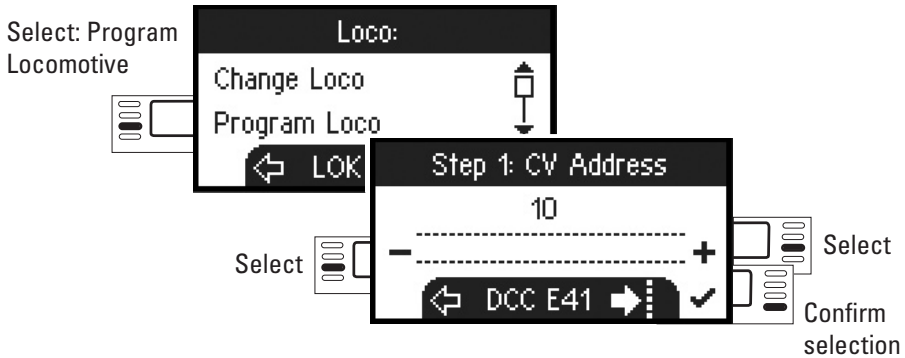 Select: Program
Locomotive
Loco:
Change Loco
Program Loco
LOK
Step 1: CV Address
10
− +
Select
Select
DCC E41
Confirm
selection